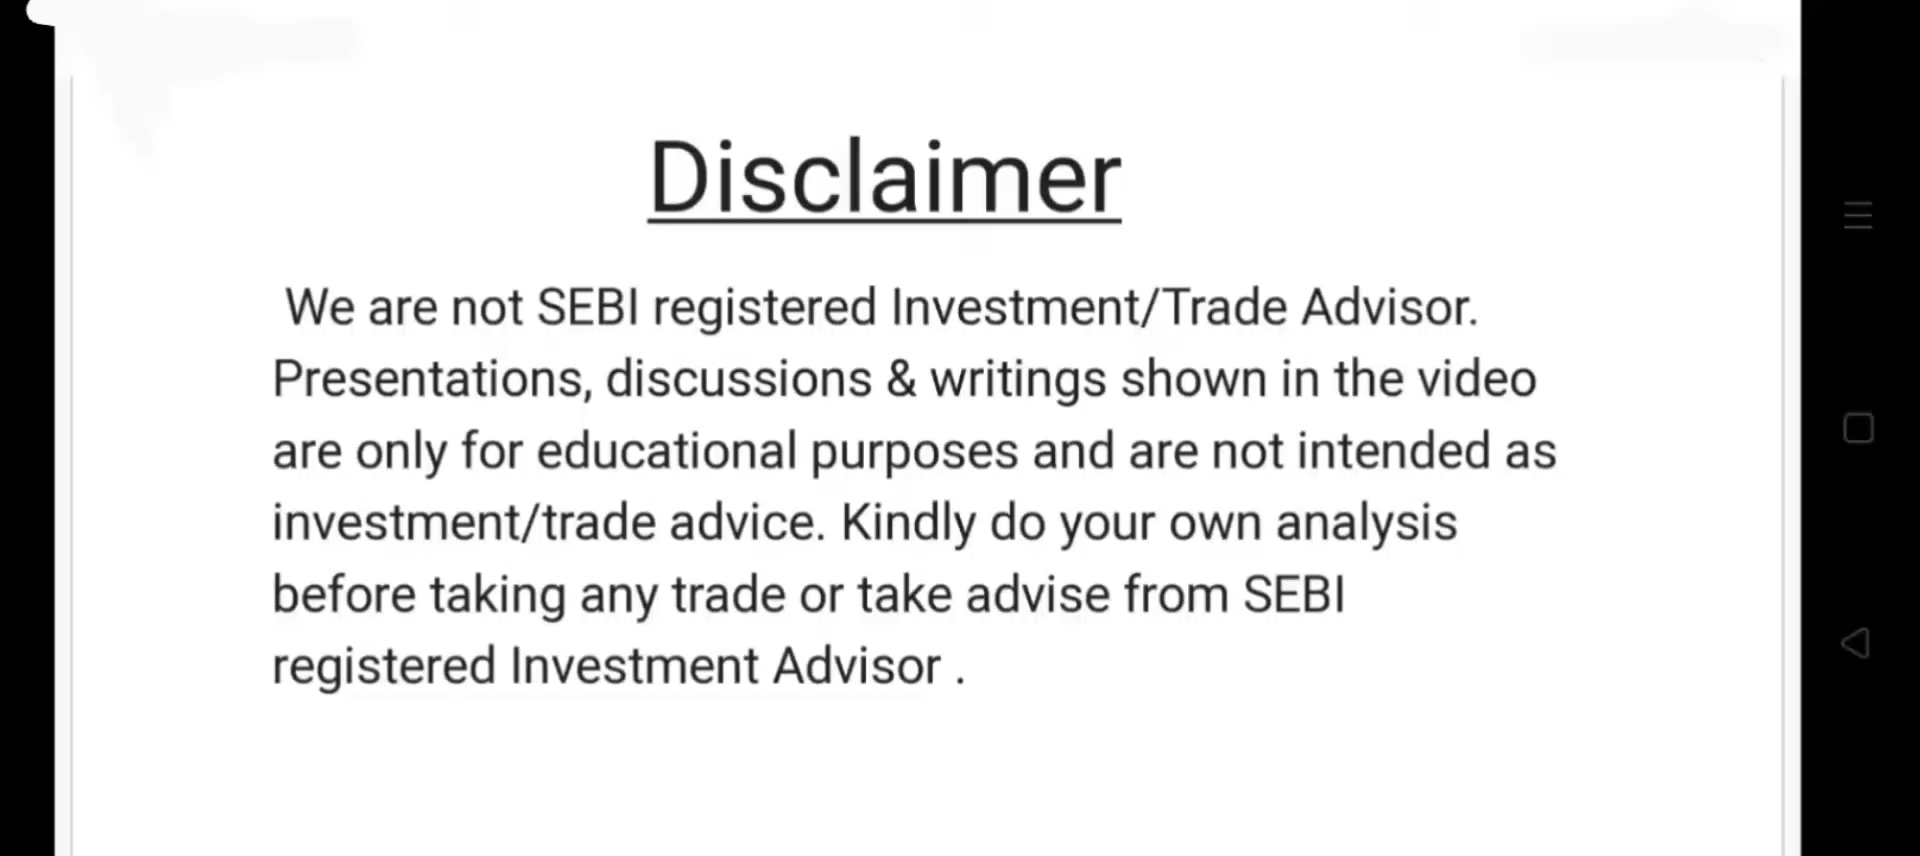 Disclaimer
We are not SEBI registered Investment/Trade Advisor.
Presentations, discussions & writings shown in the video
are only for educational purposes and are not intended as
investment/trade advice. Kindly do your own analysis
before taking any trade or take advise from SEBI
registered Investment Advisor .